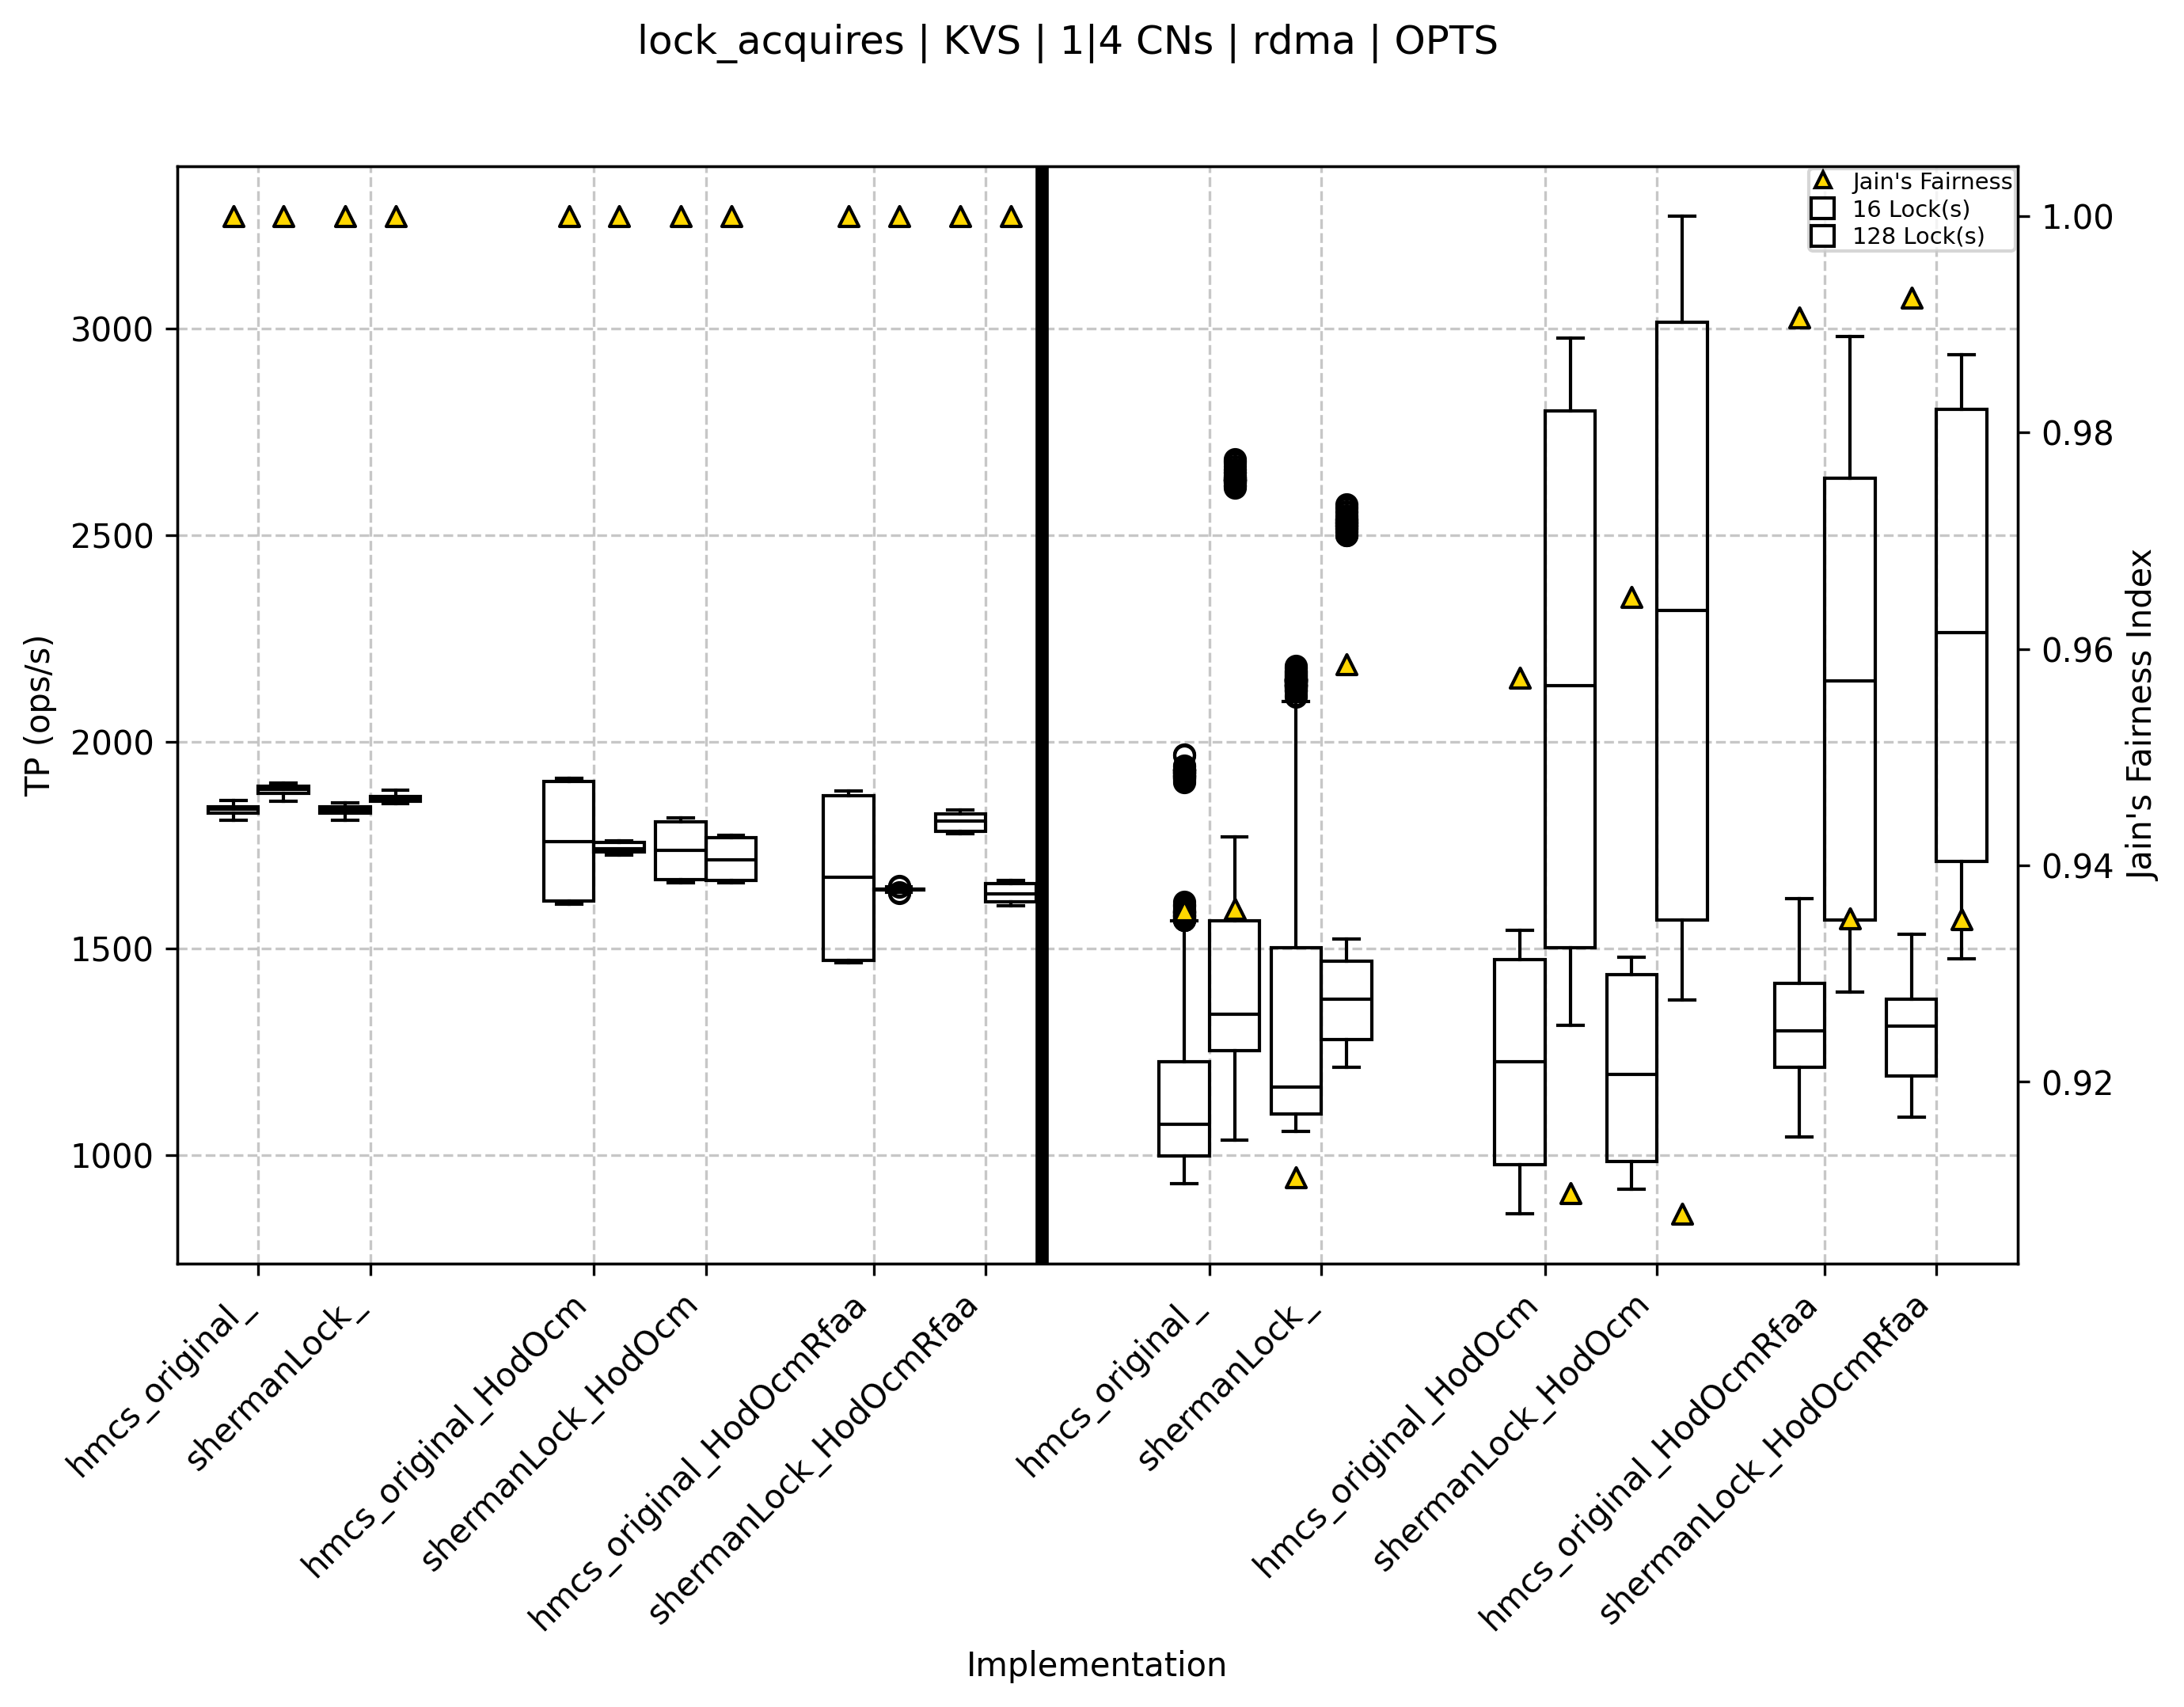 lock_acquires | KVS | 1|4 CNs | rdma | OPTS
Jain's Fairness
16 Lock(s)
128 Lock(s)
TP (ops/s)
3000
2500
2000
1500
1000
1.00
0.98
0.96
0.94
0.92
Jain's Fairness Index
hmcs_original_
shermanLock_
hmcs_original_HodOcm
shermanLock_HodOcm
hmcs_original_HodOcmRfaa
shermanLock_HodOcmRfaa
hmcs_original_
shermanLock_
hmcs_original_HodOcm
shermanLock_HodOcm
hmcs_original_HodOcmRfaa
shermanLock_HodOcmRfaa
Implementation